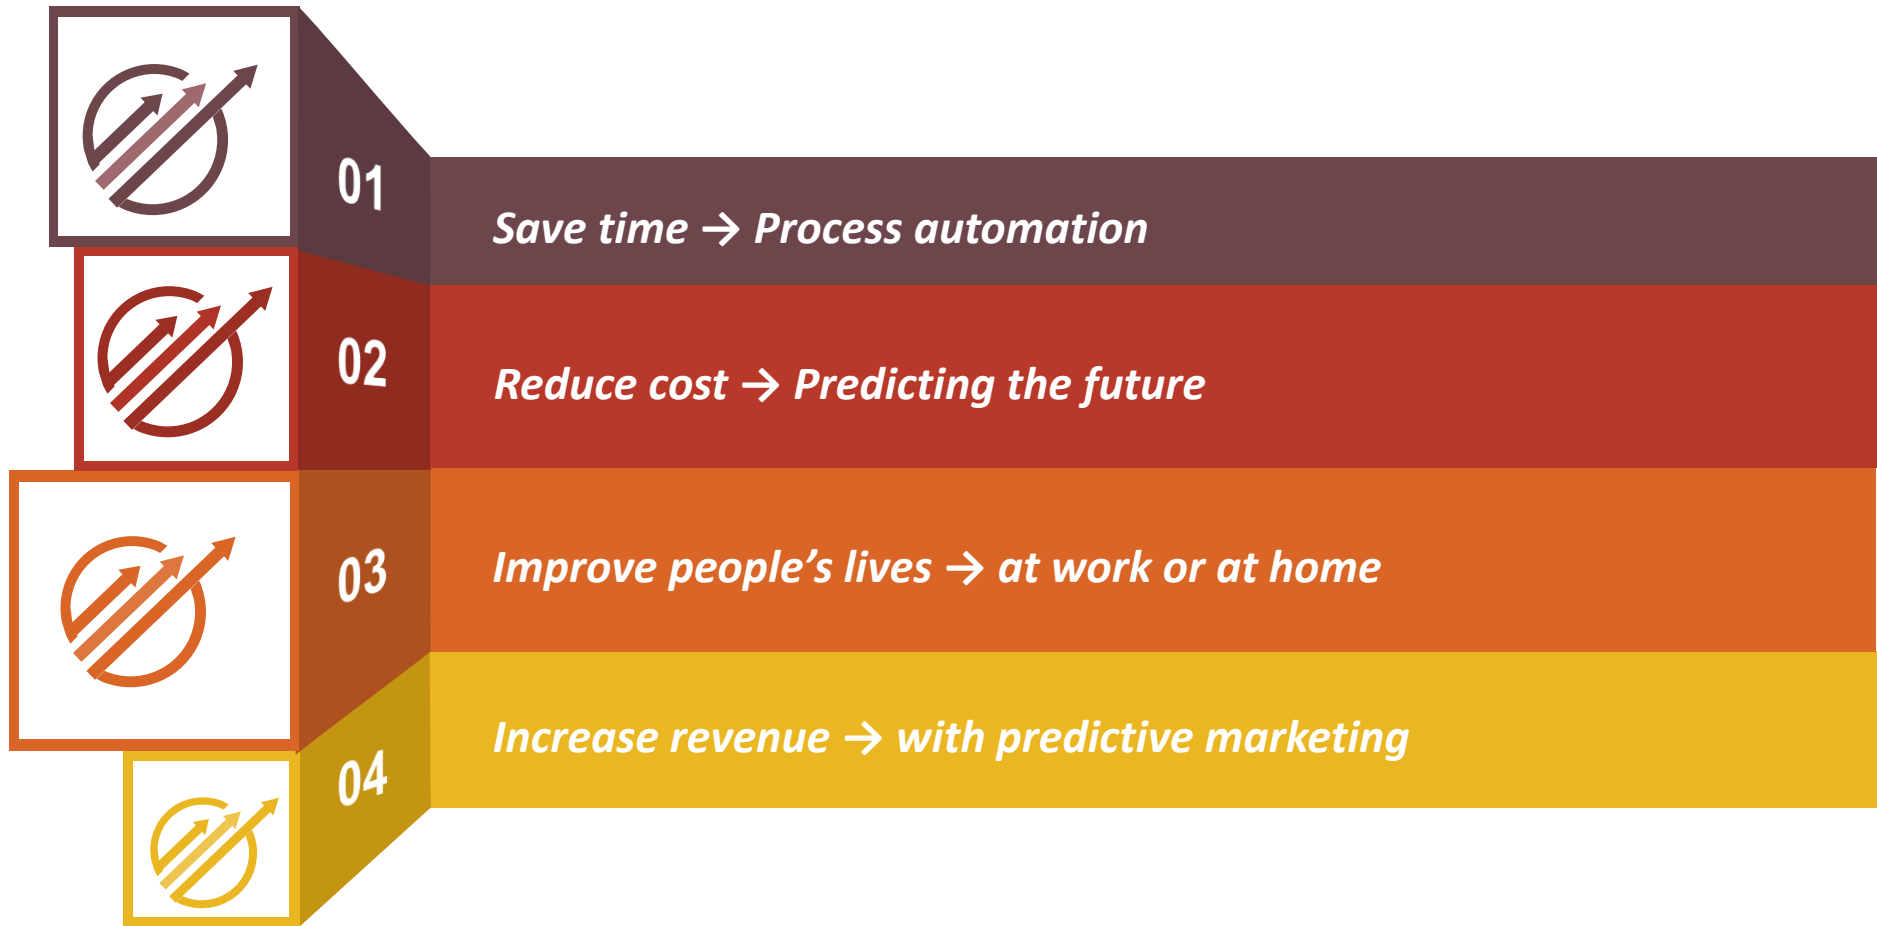 01
Save time → Process automation
02
Reduce cost → Predicting the future
03
Improve people’s lives → at work or at home
04
Increase revenue → with predictive marketing